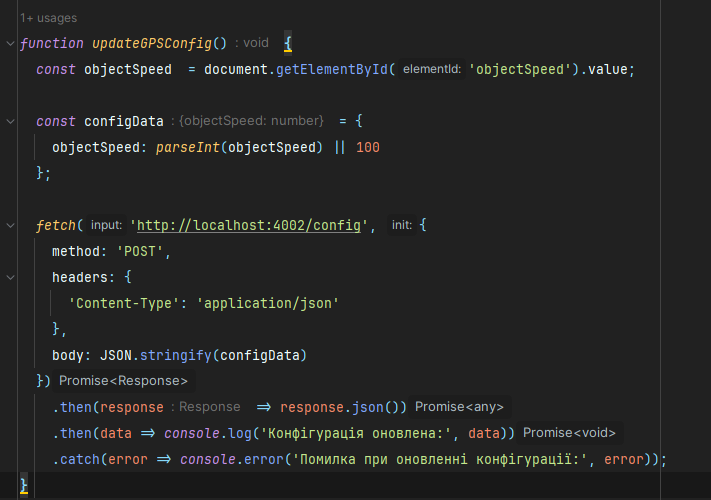 1+ usages
function updateGPSConfig() : void {
const objectSpeed = document.getElementById( elementId: 'objectSpeed').value;
const configData : {objectSpeed: number} = {
objectSpeed: parseInt(objectSpeed) || 100
};
fetch( input: 'http://localhost:4002/config', init: {
method: 'POST',
headers: {
'Content-Type': 'application/json'
},
body: JSON.stringify(configData)
}) Promise<Response>
.then(response : Response => response.json()) Promise<any>
.then(data => console.log('Конфігурація оновлена:', data)) Promise<void>
.catch(error => console.error('Помилка при оновленні конфігурації:', error));
}